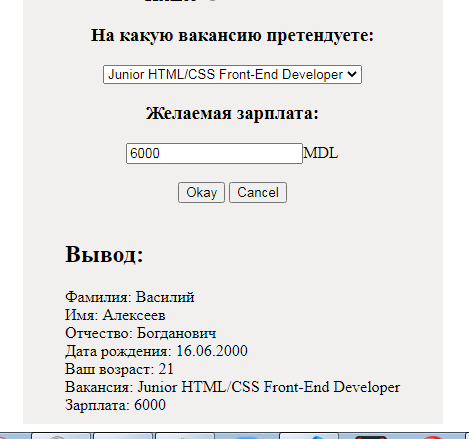 На какую вакансию претендуете:
Junior HTML/CSS Front-End Developer
Желаемая зарплата:
6000 MDL
Okay Cancel
Вывод:
Фамилия: Василий
Имя: Алексеев
Отчество: Богданович
Дата рождения: 16.06.2000
Ваш возраст: 21
Вакансия: Junior HTML/CSS Front-End Developer
Зарплата: 6000